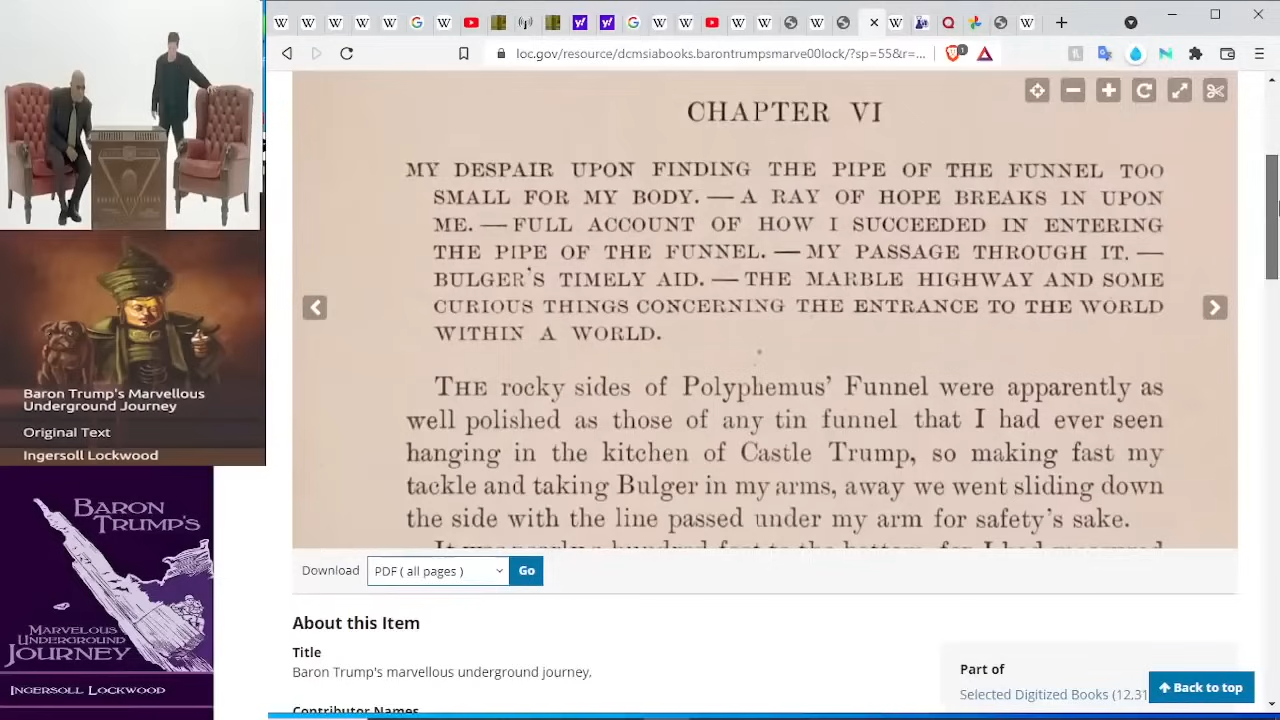 loc.gov/resource/dcmsiabooks.barontrumpsmarve00lock/?sp=55&r=...
CHAPTER VI
MY DESPAIR UPON FINDING THE PIPE OF THE FUNNEL TOO
SMALL FOR MY BODY. — A RAY OF HOPE BREAKS IN UPON
ME. — FULL ACCOUNT OF HOW I SUCCEEDED IN ENTERING
THE PIPE OF THE FUNNEL. — MY PASSAGE THROUGH IT. —
BULGER'S TIMELY AID. — THE MARBLE HIGHWAY AND SOME
CURIOUS THINGS CONCERNING THE ENTRANCE TO THE WORLD
WITHIN A WORLD.
THE rocky sides of Polyphemus' Funnel were apparently as
well polished as those of any tin funnel that I had ever seen
hanging in the kitchen of Castle Trump, so making fast my
tackle and taking Bulger in my arms, away we went sliding down
the side with the line passed under my arm for safety's sake.
Download PDF ( all pages ) Go
About this Item
Title
Baron Trump's marvellous underground journey,
Contributor Names
Part of
Selected Digitized Books (12,31
Back to top
Baron Trump's Marvellous
Underground Journey
Original Text
Ingersoll Lockwood
BARON
TRUMP'S
MARVELOUS
UNDERGROUND
JOURNEY
INGERSOLL LOCKWOOD